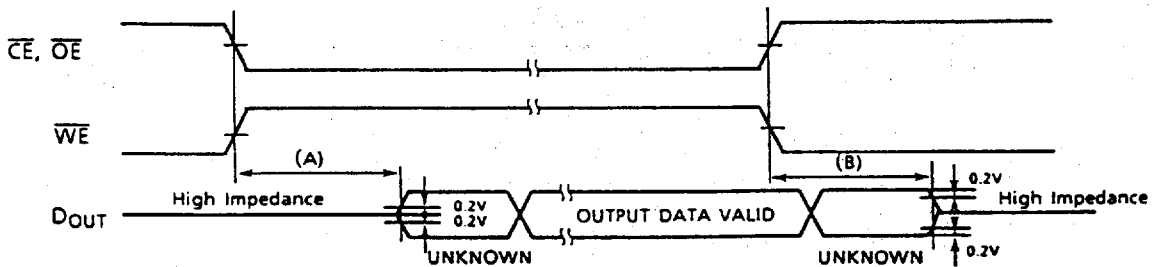 CE, OE
WE
(A)
(B)
0.2V
High Impedance
High Impedance
0.2V
DOUT
OUTPUT DATA VALID
0.2V
UNKNOWN
UNKNOWN
0.2V